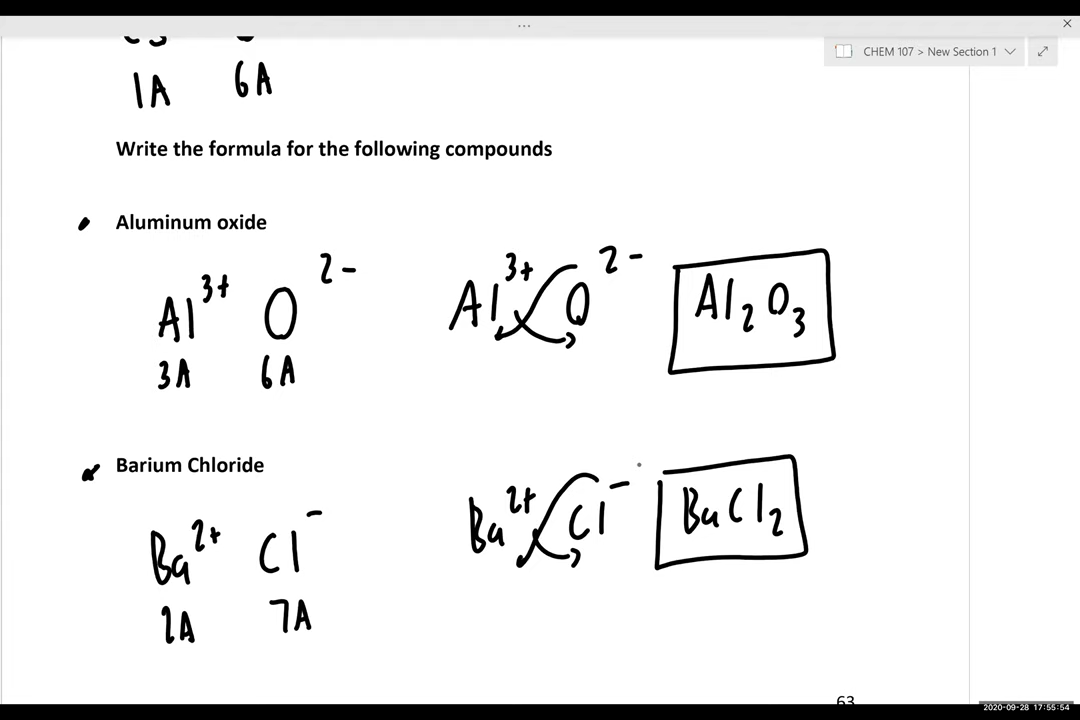 CHEM 107 > New Section 1
1A 6A
Write the formula for the following compounds
Aluminum oxide
Al³⁺ O²⁻ Al³⁺ O²⁻ Al₂O₃
3A 6A
Barium Chloride
Ba²⁺ Cl⁻ Ba²⁺ Cl⁻ BaCl₂
2A 7A
63
2020-09-28 17:55:54